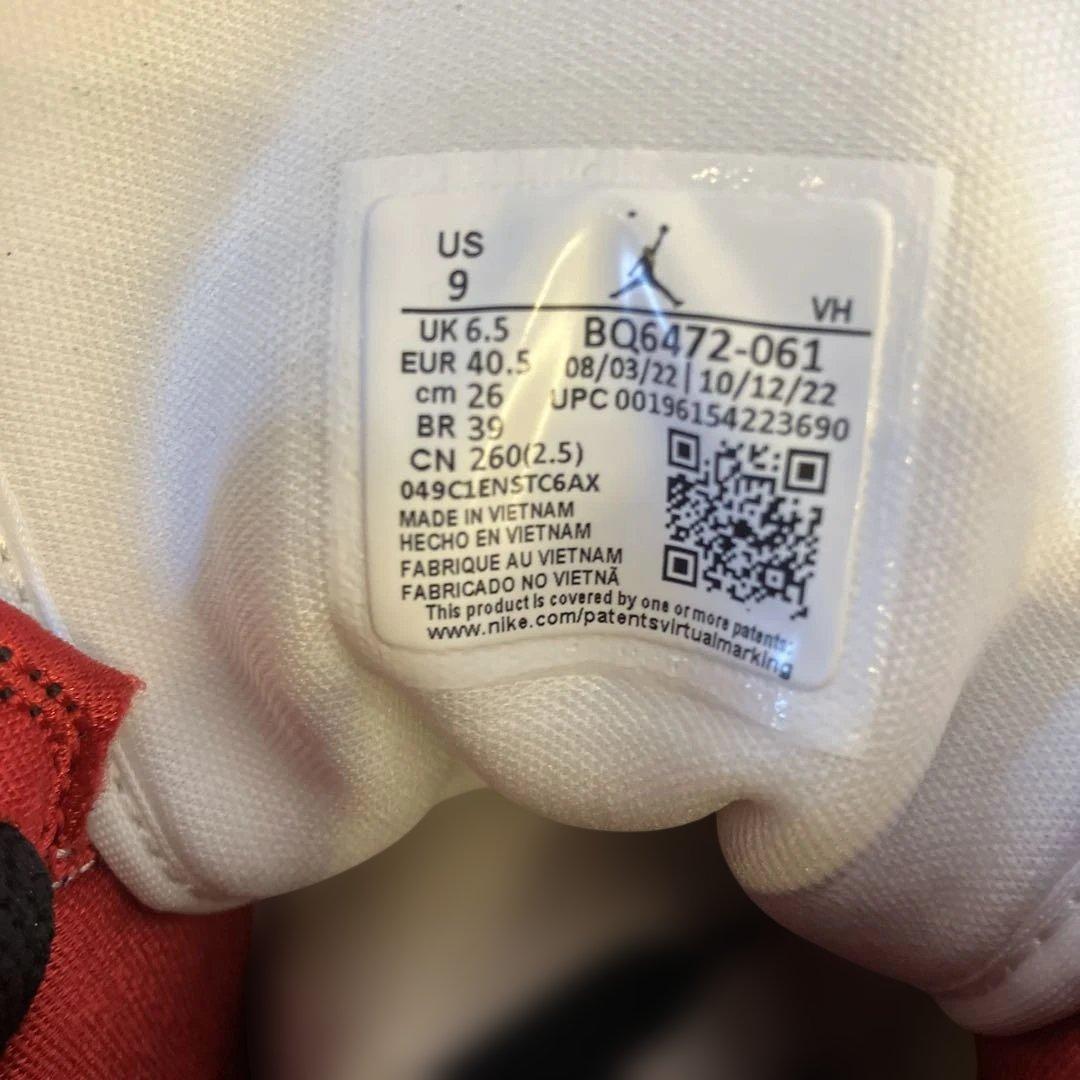 US
9
VH
UK 6.5
BQ6472-061
EUR 40.5
08/03/22 | 10/12/22
cm 26
UPC 00196154223690
BR 39
CN 260(2.5)
049C1ENSTC6AX
MADE IN VIETNAM
HECHO EN VIETNAM
FABRIQUE AU VIETNAM
FABRICADO NO VIETNÃ
This product is covered by one or more patents:
www.nike.com/patentsvirtualmarking